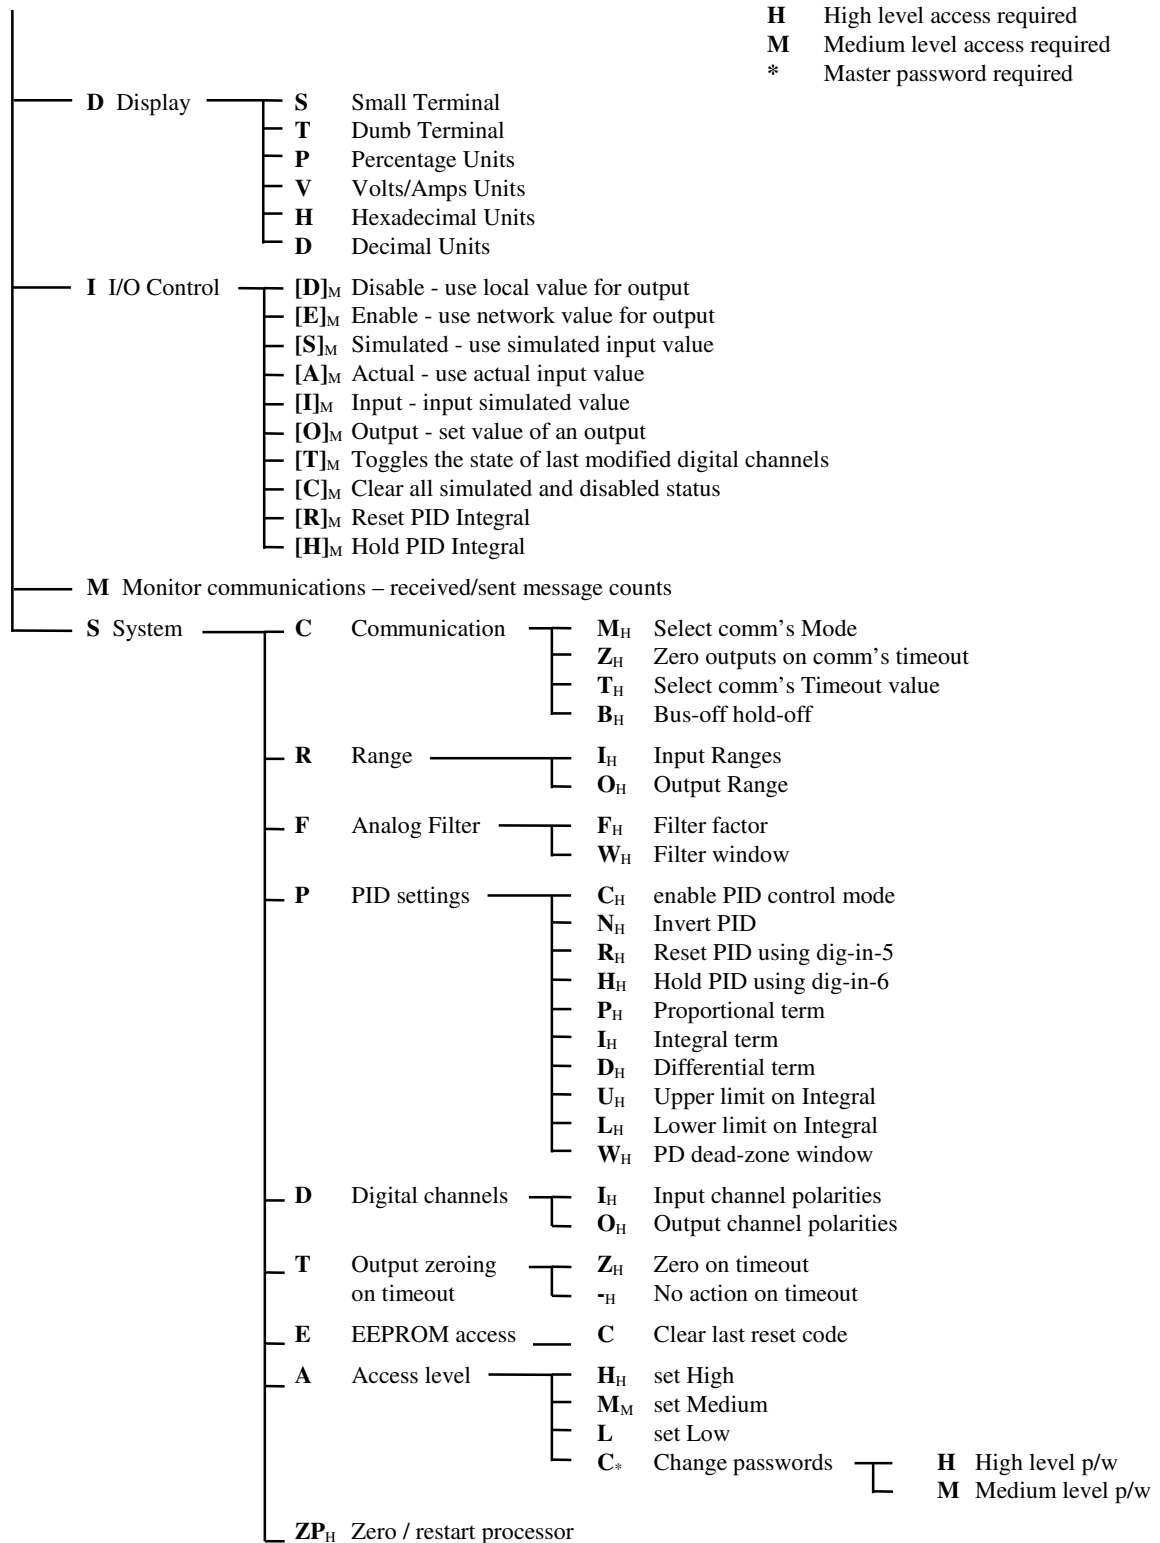 H High level access required
M Medium level access required
* Master password required
D Display S Small Terminal
T Dumb Terminal
P Percentage Units
V Volts/Amps Units
H Hexadecimal Units
D Decimal Units
I I/O Control [D]M Disable - use local value for output
[E]M Enable - use network value for output
[S]M Simulated - use simulated input value
[A]M Actual - use actual input value
[I]M Input - input simulated value
[O]M Output - set value of an output
[T]M Toggles the state of last modified digital channels
[C]M Clear all simulated and disabled status
[R]M Reset PID Integral
[H]M Hold PID Integral
M Monitor communications – received/sent message counts
S System C Communication MH Select comm's Mode
ZH Zero outputs on comm's timeout
TH Select comm's Timeout value
BH Bus-off hold-off
R Range IH Input Ranges
OH Output Range
F Analog Filter FH Filter factor
WH Filter window
P PID settings CH enable PID control mode
NH Invert PID
RH Reset PID using dig-in-5
HH Hold PID using dig-in-6
PH Proportional term
IH Integral term
DH Differential term
UH Upper limit on Integral
LH Lower limit on Integral
WH PD dead-zone window
D Digital channels IH Input channel polarities
OH Output channel polarities
T Output zeroing ZH Zero on timeout
on timeout -H No action on timeout
E EEPROM access C Clear last reset code
A Access level HH set High
MM set Medium
L set Low
C* Change passwords H High level p/w
M Medium level p/w
ZPH Zero / restart processor